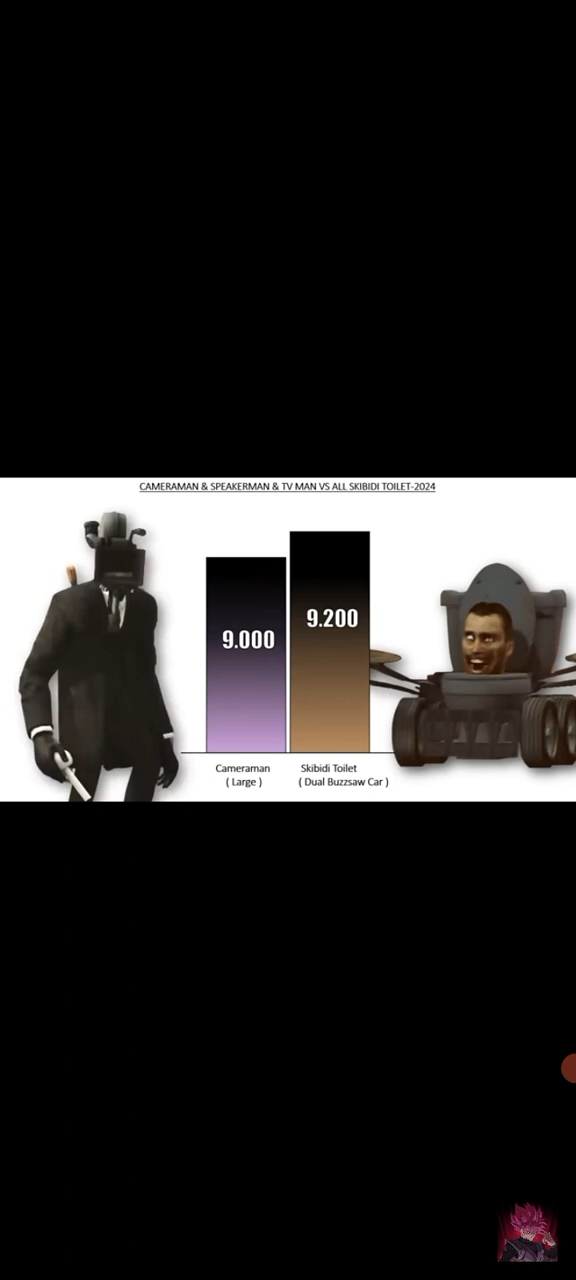 CAMERAMAN & SPEAKERMAN & TV MAN VS ALL SKIBIDI TOILET-2024
9.000
9.200
Cameraman
( Large )
Skibidi Toilet
( Dual Buzzsaw Car )